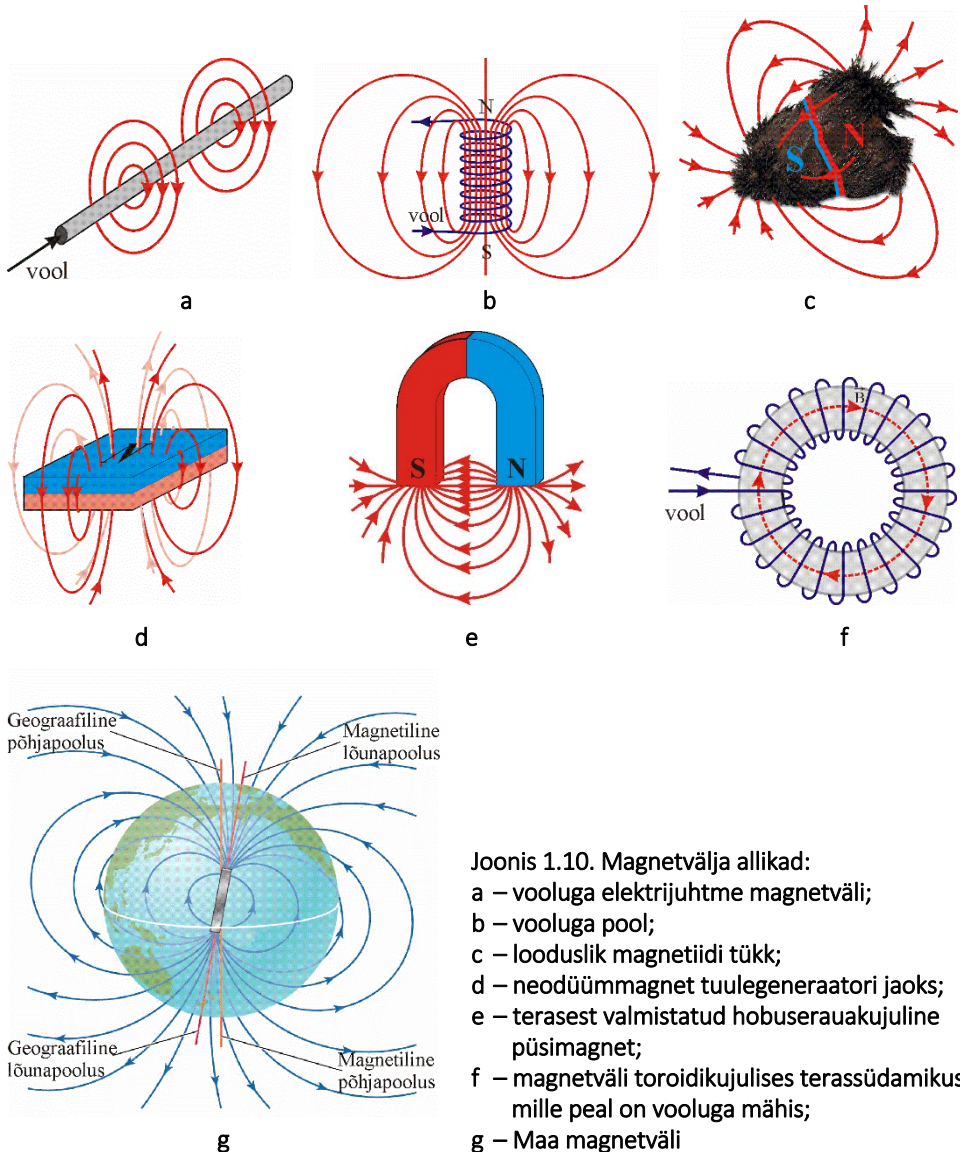 vool
a
N
vool
S
b
S
N
c
d
S
N
e
B
vool
f
Geograafiline
põhjapoolus
Magnetiline
lõunapoolus
Geograafiline
lõunapoolus
Magnetiline
põhjapoolus
g
Joonis 1.10. Magnetvälja allikad:
a – vooluga elektrijuhtme magnetväli;
b – vooluga pool;
c – looduslik magnetiidi tükk;
d – neodüümmagnet tuulegeneraatori jaoks;
e – terasest valmistatud hobuserauakujuline
püsimagnet;
f – magnetväli toroidikujulises terassüdamikus
mille peal on vooluga mähis;
g – Maa magnetväli